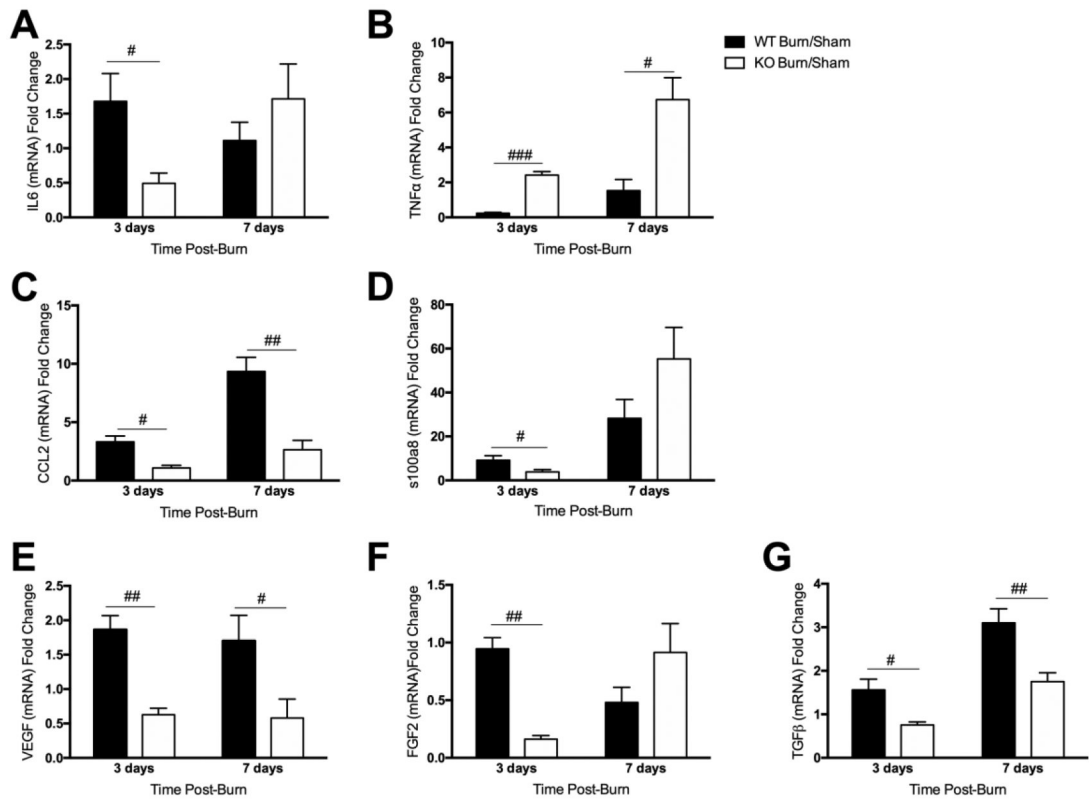 A
IL6 (mRNA) Fold Change
2.5
2.0
1.5
1.0
0.5
0.0
#
3 days
7 days
Time Post-Burn
B
TNFα (mRNA) Fold Change
10
8
6
4
2
0
###
#
3 days
7 days
Time Post-Burn
WT Burn/Sham
KO Burn/Sham
C
CCL2 (mRNA) Fold Change
15
10
5
0
#
##
3 days
7 days
Time Post-Burn
D
s100a8 (mRNA) Fold Change
80
60
40
20
0
#
3 days
7 days
Time Post-Burn
E
VEGF (mRNA) Fold Change
2.5
2.0
1.5
1.0
0.5
0.0
##
#
3 days
7 days
Time Post-Burn
F
FGF2 (mRNA)Fold Change
1.5
1.0
0.5
0.0
##
3 days
7 days
Time Post-Burn
G
TGFβ (mRNA) Fold Change
4
3
2
1
0
#
##
3 days
7 days
Time Post-Burn